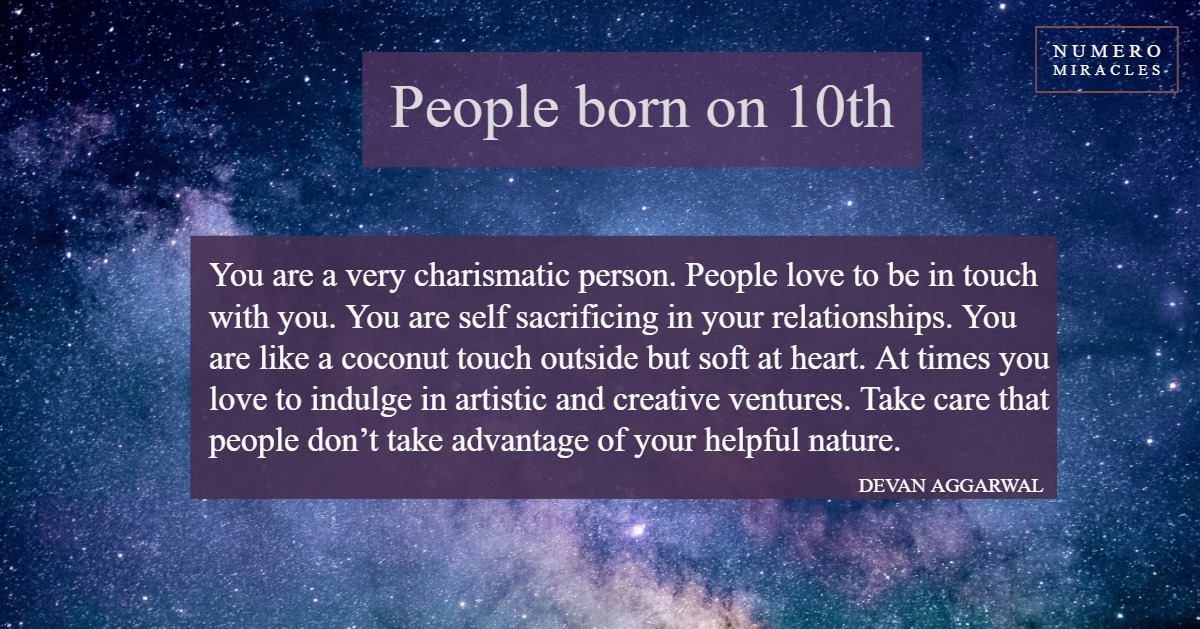 NUMERO
MIRACLES
People born on 10th
You are a very charismatic person. People love to be in touch
with you. You are self sacrificing in your relationships. You
are like a coconut touch outside but soft at heart. At times you
love to indulge in artistic and creative ventures. Take care that
people don’t take advantage of your helpful nature.
DEVAN AGGARWAL